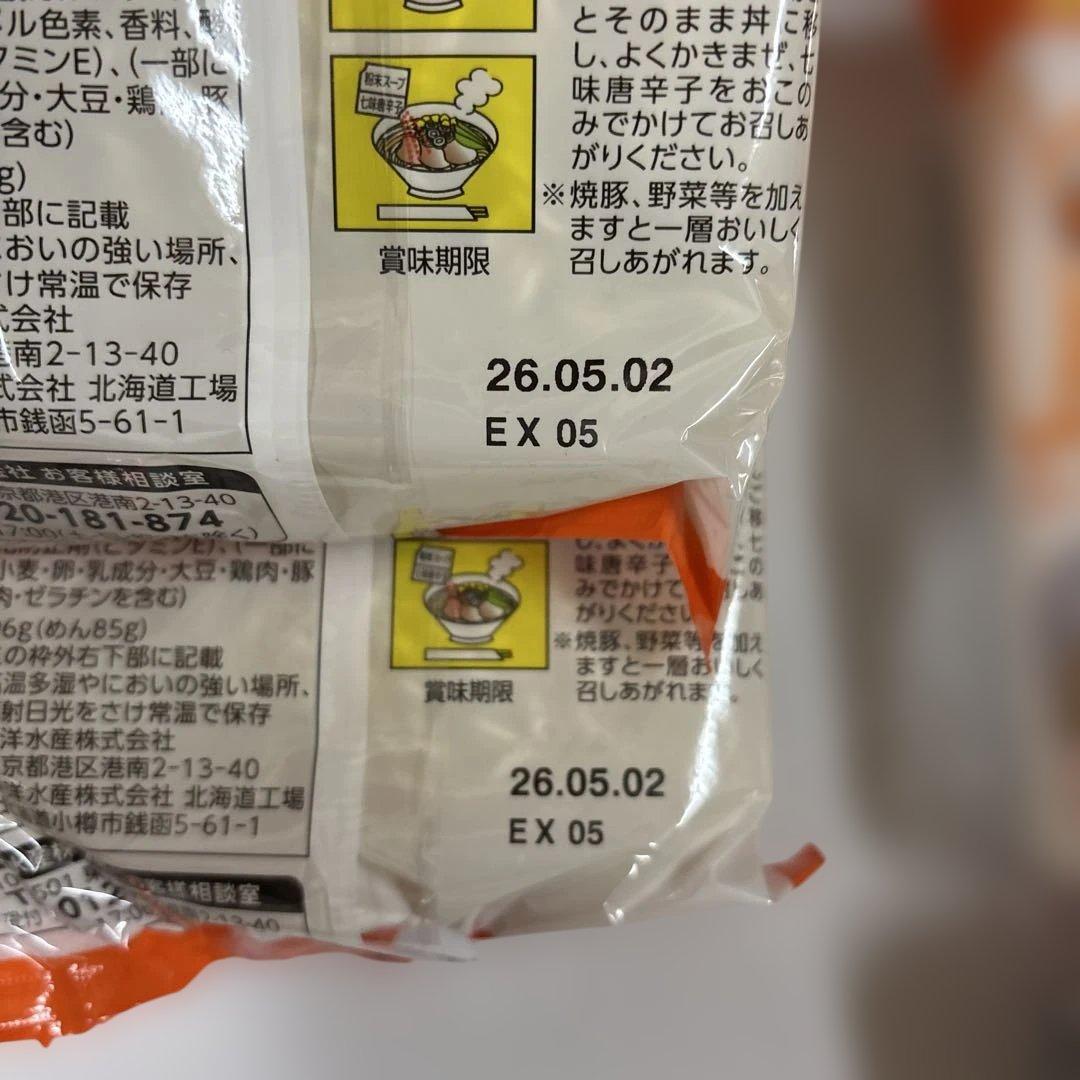 ル色素、香料、酸
ミンE)、(一部に
分・大豆・鶏 豚
含む)
g)
部に記載
においの強い場所、
け常温で保存
式会社
港南2-13-40
式会社 北海道工場
市銭函5-61-1
会社 お客様相談室
京都港区港南2-13-40
20-181-874
粉末スープ
七味唐辛子
賞味期限
とそのまま丼に移
し、よくかきまぜ、七
味唐辛子をおこの
みでかけてお召しあ
がりください。
※焼豚、野菜等を加え
ますと一層おいしく
召しあがれます。
26.05.02
EX 05
小麦・卵・乳成分・大豆・鶏肉・豚
肉・ゼラチンを含む)
96g(めん85g)
の枠外右下部に記載
温多湿やにおいの強い場所、
射日光をさけ常温で保存
洋水産株式会社
京都港区港南2-13-40
洋水産株式会社 北海道工場
小樽市銭函5-61-1
客様相談室
賞味期限
味唐辛子
みでかけて
がりください
※焼豚、野菜等を加え
ますと一層おいしく
召しあがれます。
26.05.02
EX 05